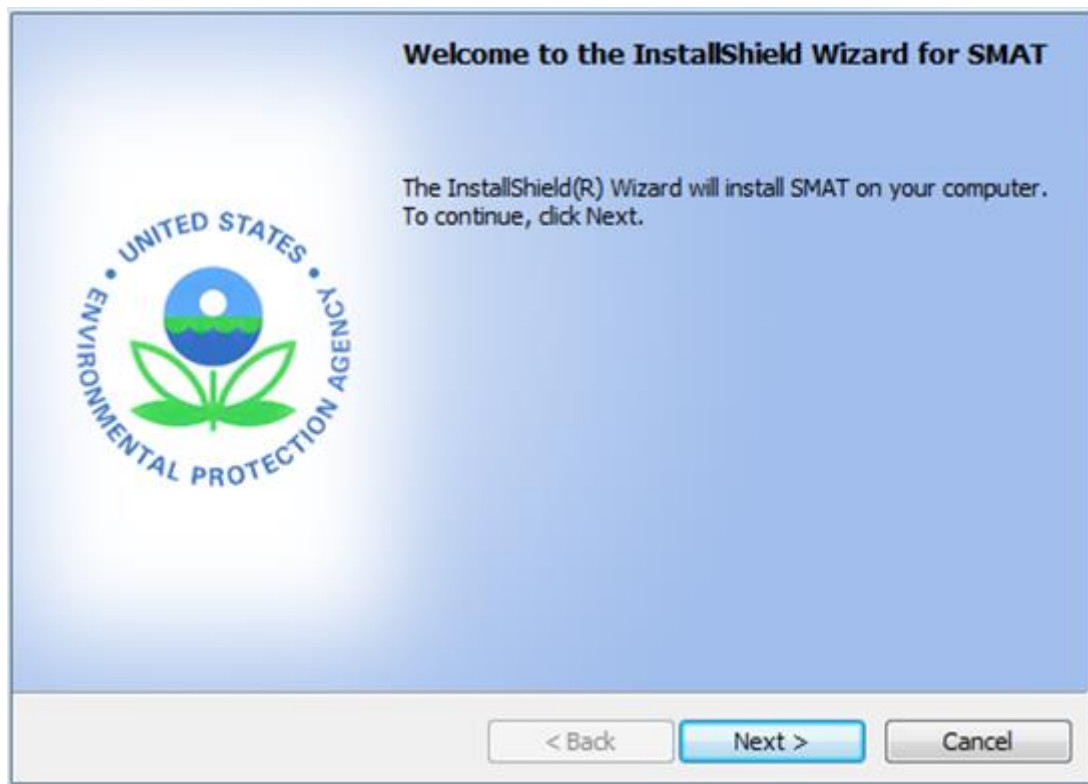 Welcome to the InstallShield Wizard for SMAT
The InstallShield(R) Wizard will install SMAT on your computer.
To continue, click Next.
UNITED STATES • ENVIRONMENTAL PROTECTION AGENCY •
< Back
Next >
Cancel